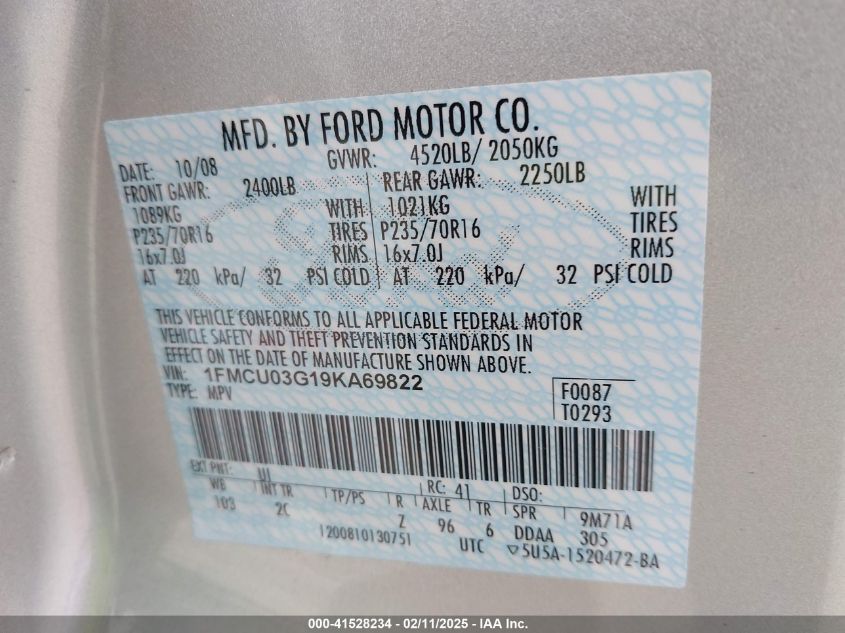 MFD. BY FORD MOTOR CO.
DATE: 10/08 GVWR: 4520LB/ 2050KG
FRONT GAWR: 2400LB REAR GAWR: 2250LB
1089KG WITH 1021KG WITH
P235/70R16 TIRES P235/70R16 TIRES
16x7.0J RIMS 16x7.0J RIMS
AT 220 kPa/ 32 PSI COLD AT 220 kPa/ 32 PSI COLD
THIS VEHICLE CONFORMS TO ALL APPLICABLE FEDERAL MOTOR
VEHICLE SAFETY AND THEFT PREVENTION STANDARDS IN
EFFECT ON THE DATE OF MANUFACTURE SHOWN ABOVE.
VIN: 1FMCU03G19KA69822
TYPE: MPV
F0087
T0293
EXT PNT: UJ RC: 41 DSO:
WB INT TR TP/PS R AXLE TR SPR 9M71A
103 2C Z 96 6 DDAA 305
1200810130751 UTC ▽5U5A-1520472-BA
000-41528234 - 02/11/2025 - IAA Inc.